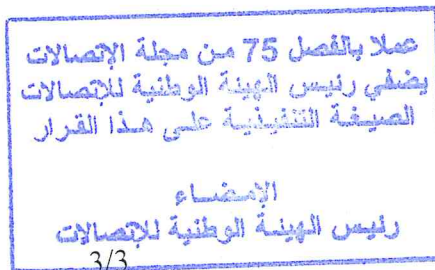 عملا بالفصل 75 من مجلة الإتصالات
يضفي رئيس الهيئة الوطنية للإتصالات
الصيغة التنفيذية على هذا القرار
الإمضاء
رئيس الهيئة الوطنية للإتصالات
3/3